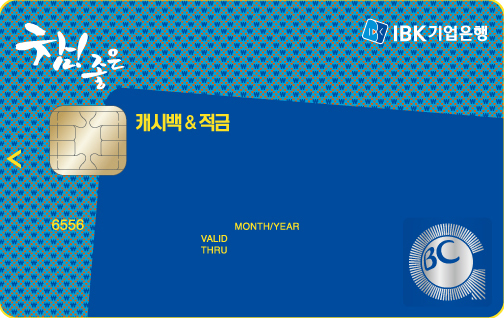 참! 좋은
IBK기업은행
캐시백 & 적금
6556
MONTH/YEAR
VALID
THRU
BC